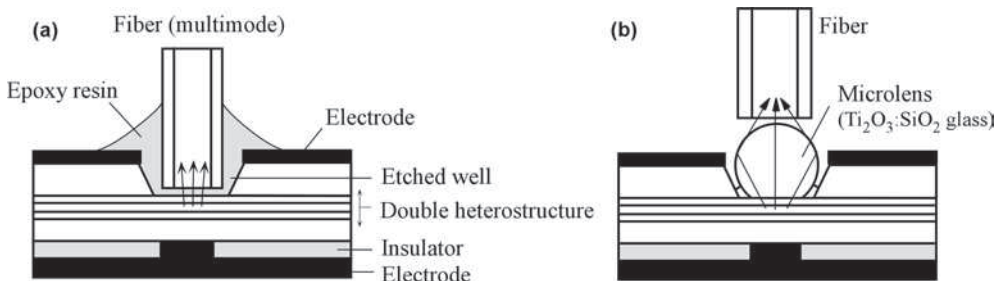 (a)
Fiber (multimode)
Epoxy resin
Electrode
Etched well
Double heterostructure
Insulator
Electrode
(b)
Fiber
Microlens
(Ti₂O₃:SiO₂ glass)